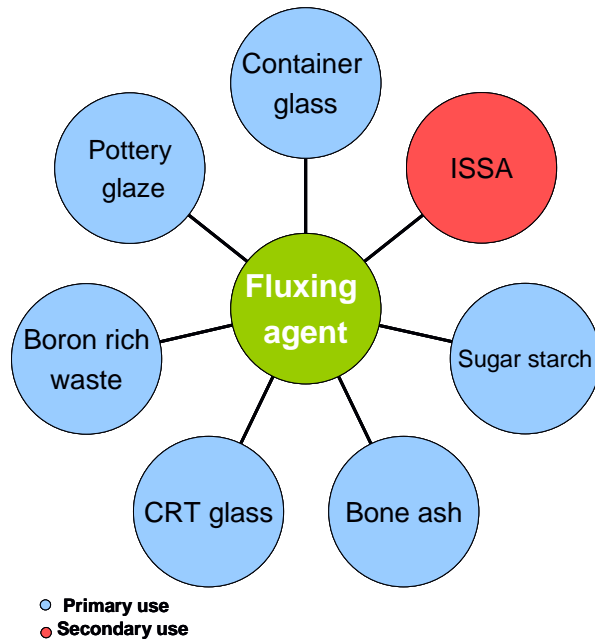 Container
glass
Pottery
glaze
ISSA
Fluxing
agent
Boron rich
waste
Sugar starch
CRT glass
Bone ash
Primary use
Secondary use